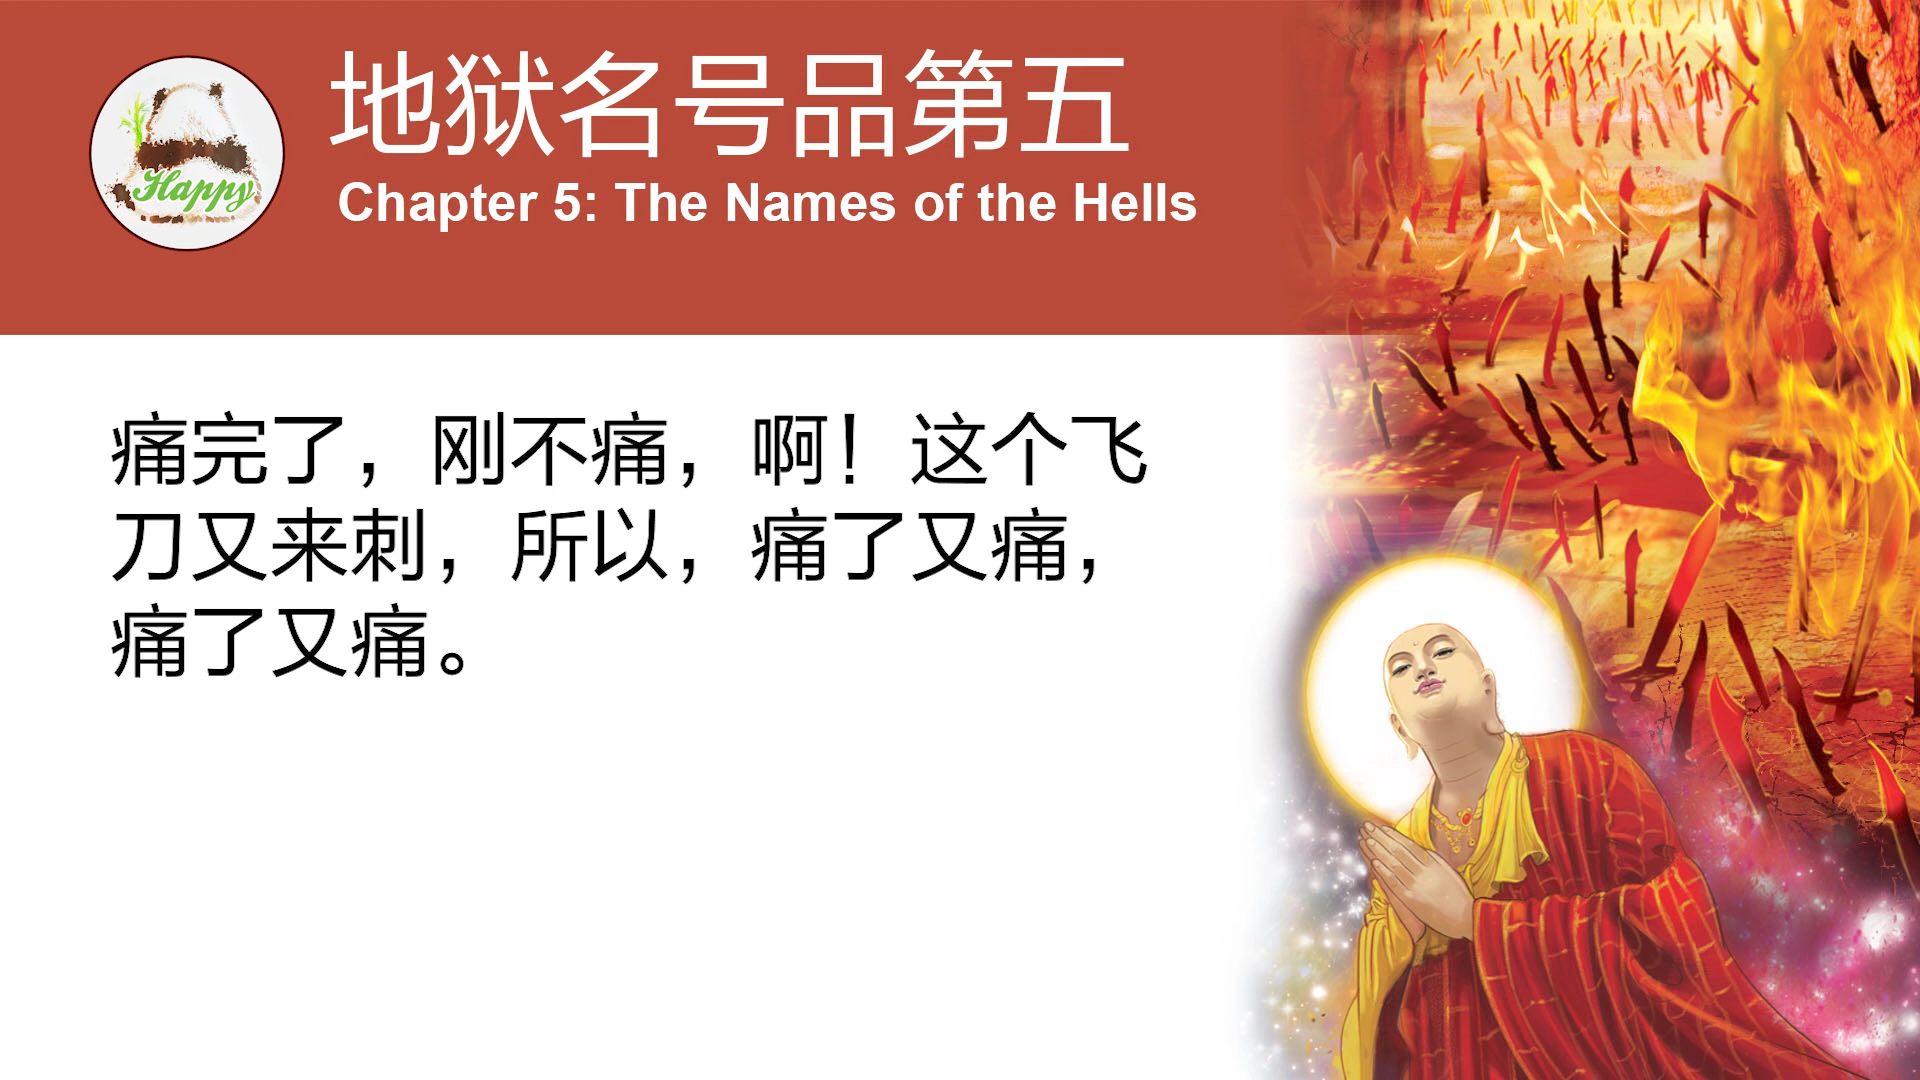 地狱名号品第五
Chapter 5: The Names of the Hells
Happy
痛完了，刚不痛，啊！这个飞
刀又来刺，所以，痛了又痛，
痛了又痛。